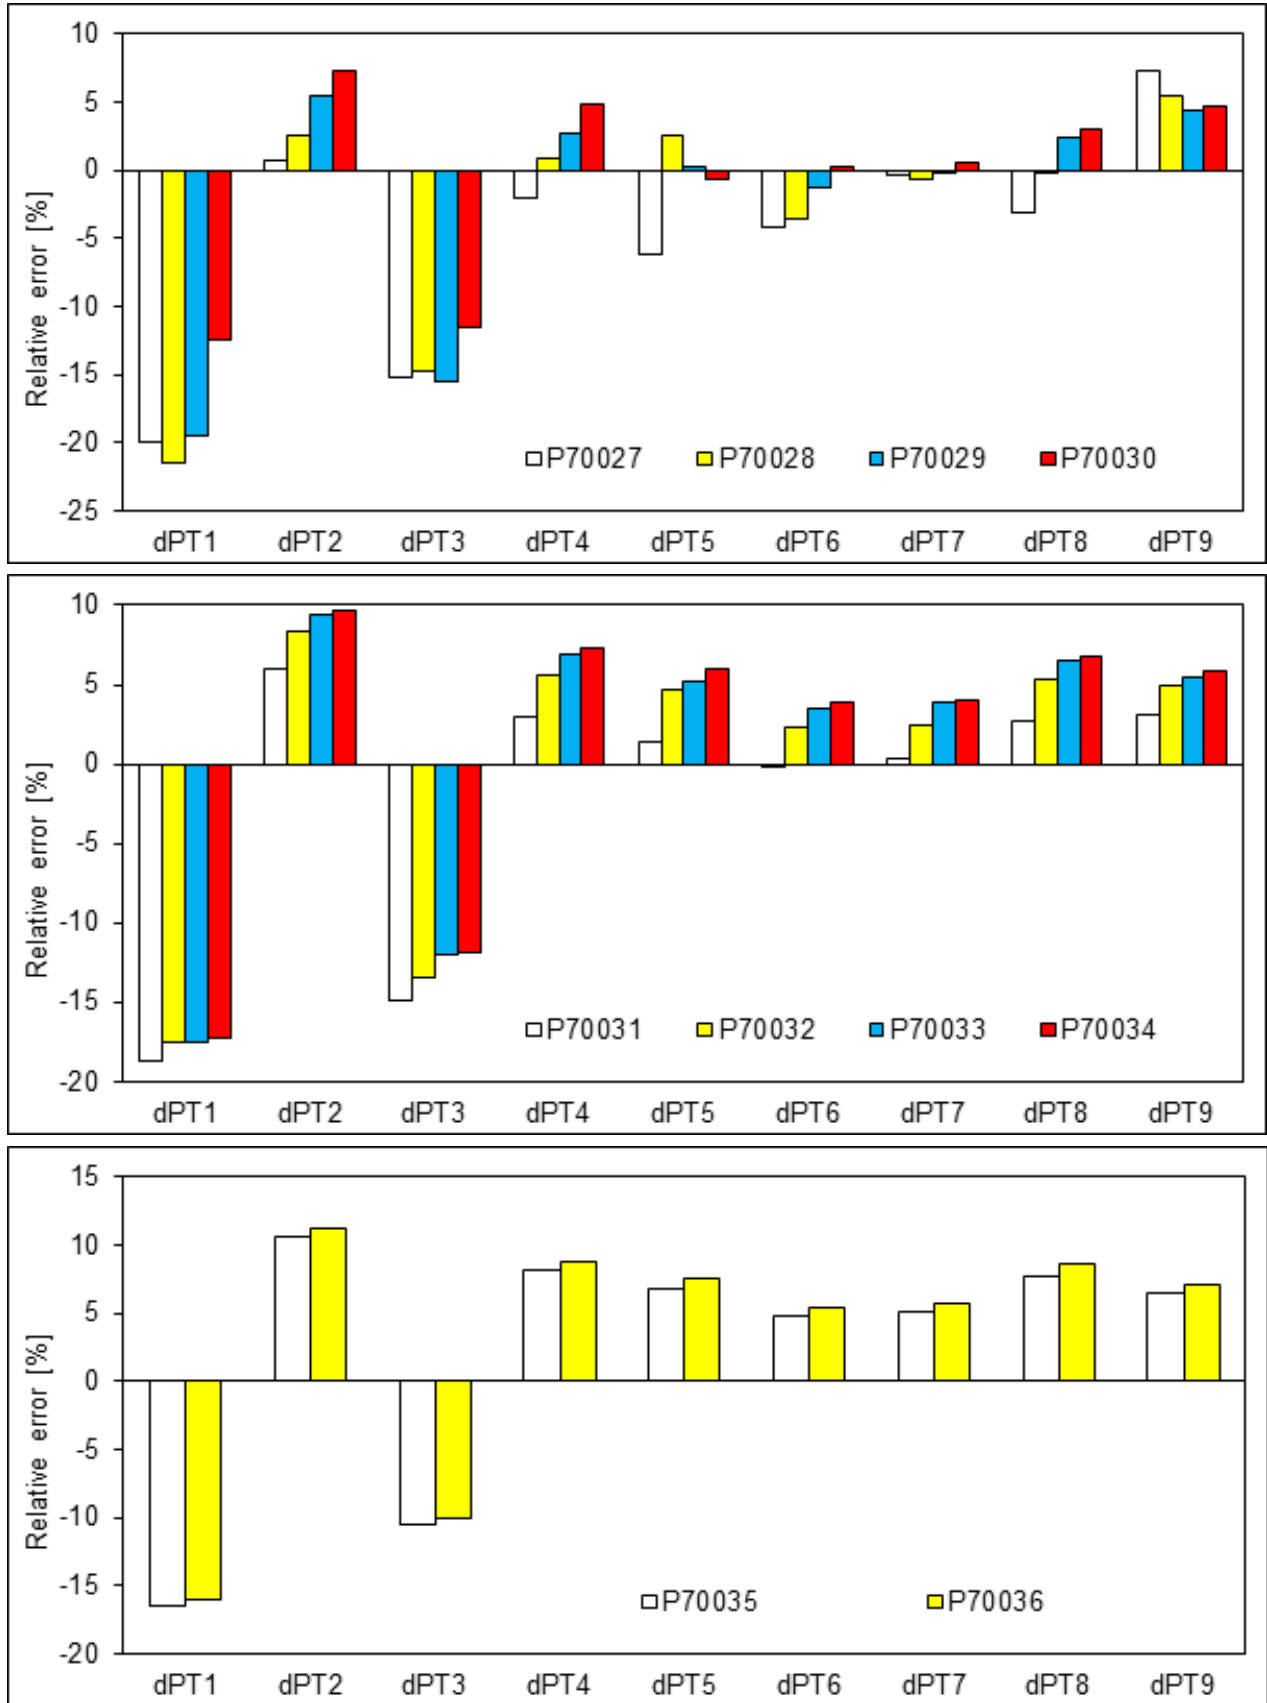 10
5
0
-5
-10
-15
-20
-25
Relative error [%]
P70027 P70028 P70029 P70030
dPT1 dPT2 dPT3 dPT4 dPT5 dPT6 dPT7 dPT8 dPT9
10
5
0
-5
-10
-15
-20
Relative error [%]
P70031 P70032 P70033 P70034
dPT1 dPT2 dPT3 dPT4 dPT5 dPT6 dPT7 dPT8 dPT9
15
10
5
0
-5
-10
-15
-20
Relative error [%]
P70035 P70036
dPT1 dPT2 dPT3 dPT4 dPT5 dPT6 dPT7 dPT8 dPT9